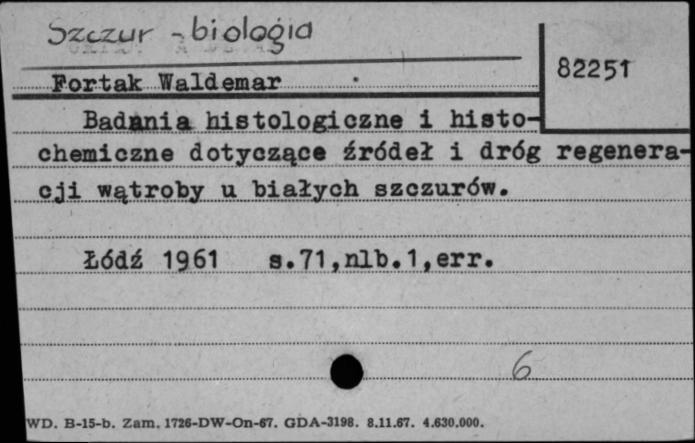 Szczur - biologia
82251
Fortak Waldemar
Badania histologiczne i histo-
chemiczne dotyczące źródeł i dróg regenera-
cji wątroby u białych szczurów.
Łódź 1961 s.71,nlb.1,err.
6
WD. B-15-b. Zam. 1726-DW-On-67. GDA-3198. 8.11.67. 4.630.000.